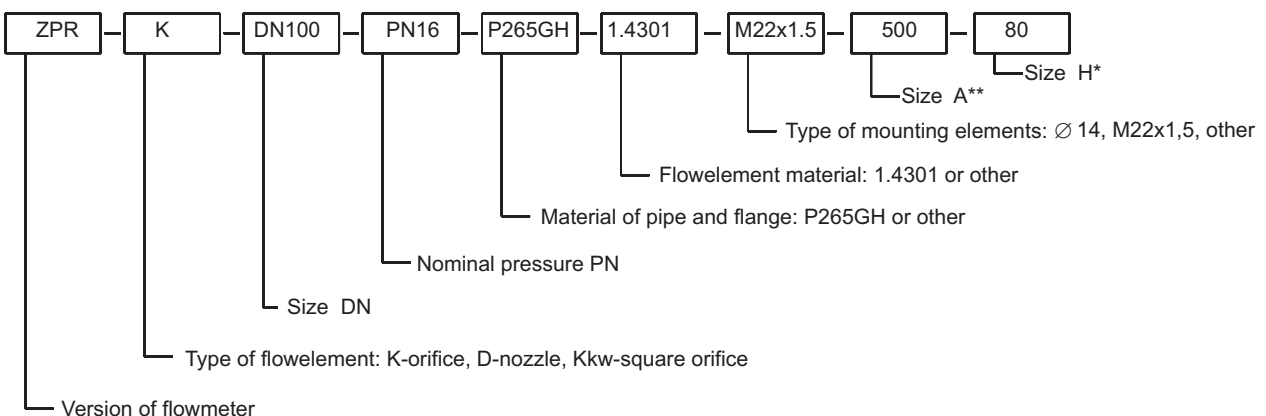 ZPR – K – DN100 – PN16 – P265GH – 1.4301 – M22x1.5 – 500 – 80
Size H*
Size A**
Type of mounting elements: ∅ 14, M22x1,5, other
Flowelement material: 1.4301 or other
Material of pipe and flange: P265GH or other
Nominal pressure PN
Size DN
Type of flowelement: K-orifice, D-nozzle, Kkw-square orifice
Version of flowmeter